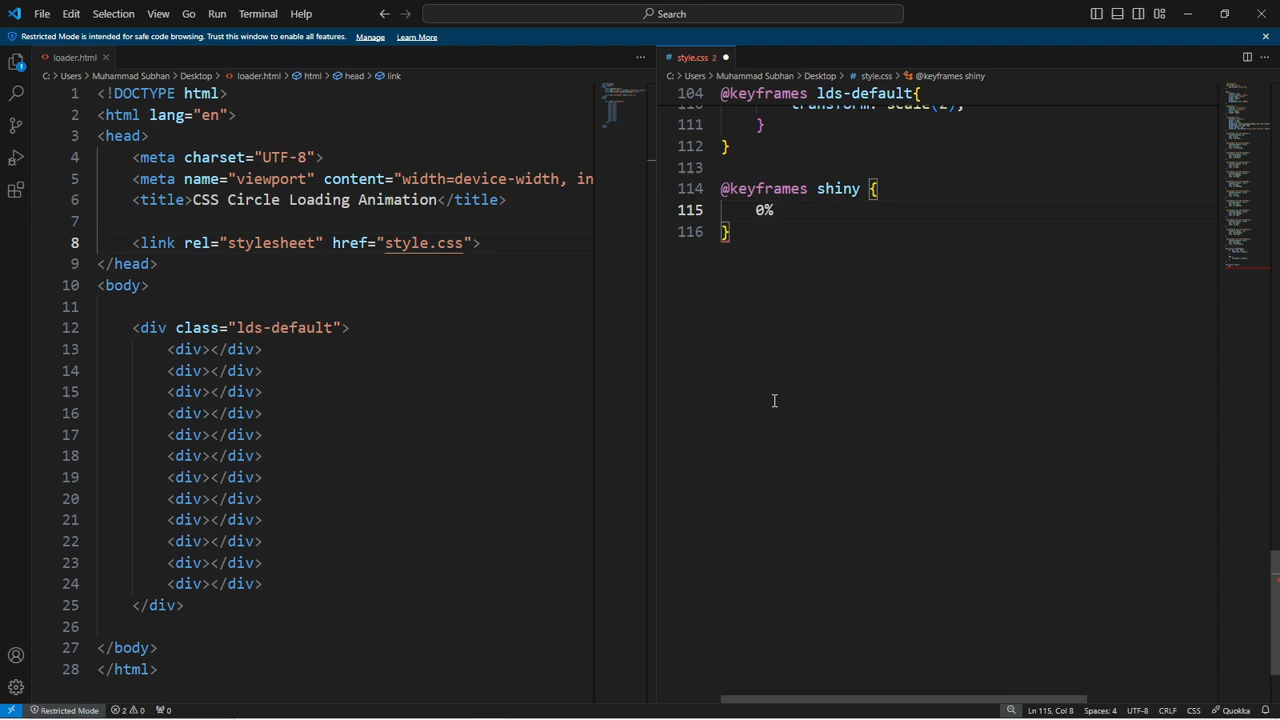 File Edit Selection View Go Run Terminal Help Search
Restricted Mode is intended for safe code browsing. Trust this window to enable all features. Manage Learn More
loader.html
C: > Users > Muhammad Subhan > Desktop > loader.html > html > head > link
1 <!DOCTYPE html>
2 <html lang="en">
3 <head>
4 <meta charset="UTF-8">
5 <meta name="viewport" content="width=device-width, in
6 <title>CSS Circle Loading Animation</title>
7
8 <link rel="stylesheet" href="style.css">
9 </head>
10 <body>
11
12 <div class="lds-default">
13 <div></div>
14 <div></div>
15 <div></div>
16 <div></div>
17 <div></div>
18 <div></div>
19 <div></div>
20 <div></div>
21 <div></div>
22 <div></div>
23 <div></div>
24 <div></div>
25 </div>
26
27 </body>
28 </html>
style.css 2
C: > Users > Muhammad Subhan > Desktop > style.css > @keyframes shiny
104 @keyframes lds-default{
110 transform: scale(2);
111 }
112 }
113
114 @keyframes shiny {
115 0%
116 }
1
Restricted Mode 2 0 0 Ln 115, Col 8 Spaces: 4 UTF-8 CRLF CSS Quokka